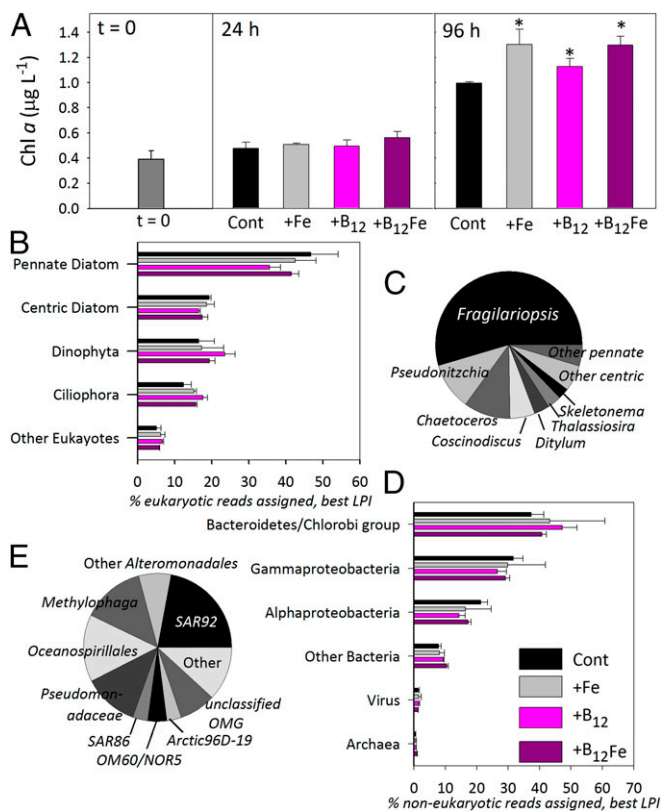 A
t = 0
24 h
96 h
Chl a (µg L⁻¹)
1.4
1.2
1.0
0.8
0.6
0.4
0.2
0.0
*
*
*
t = 0
Cont
+Fe
+B₁₂
+B₁₂Fe
Cont
+Fe
+B₁₂
+B₁₂Fe
B
Pennate Diatom
Centric Diatom
Dinophyta
Ciliophora
Other Eukayotes
0
10
20
30
40
50
60
% eukaryotic reads assigned, best LPI
C
Fragilariopsis
Pseudonitzchia
Chaetoceros
Coscinodiscus
Ditylum
Thalassiosira
Skeletonema
Other centric
Other pennate
D
Bacteroidetes/Chlorobi group
Gammaproteobacteria
Alphaproteobacteria
Other Bacteria
Virus
Archaea
0
10
20
30
40
50
60
70
% non-eukaryotic reads assigned, best LPI
Cont
+Fe
+B₁₂
+B₁₂Fe
E
Other Alteromonadales
SAR92
Other
unclassified
OMG
Arctic96D-19
OM60/NOR5
SAR86
Pseudomon-
adaceae
Oceanospirillales
Methylophaga